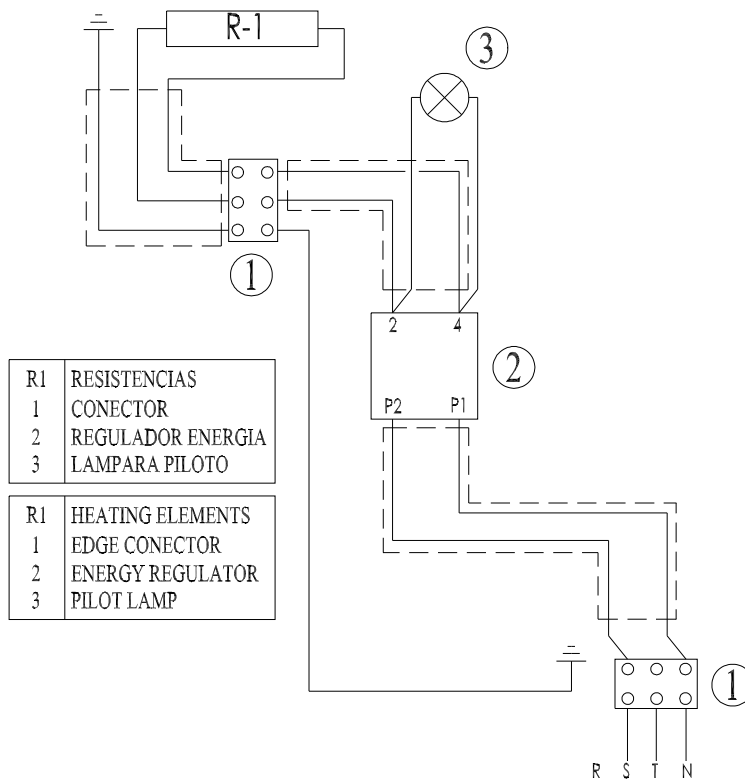 R-1
3
1
2 4
2
P2 P1
R1 RESISTENCIAS
1 CONECTOR
2 REGULADOR ENERGIA
3 LAMPARA PILOTO
R1 HEATING ELEMENTS
1 EDGE CONECTOR
2 ENERGY REGULATOR
3 PILOT LAMP
1
R S T N